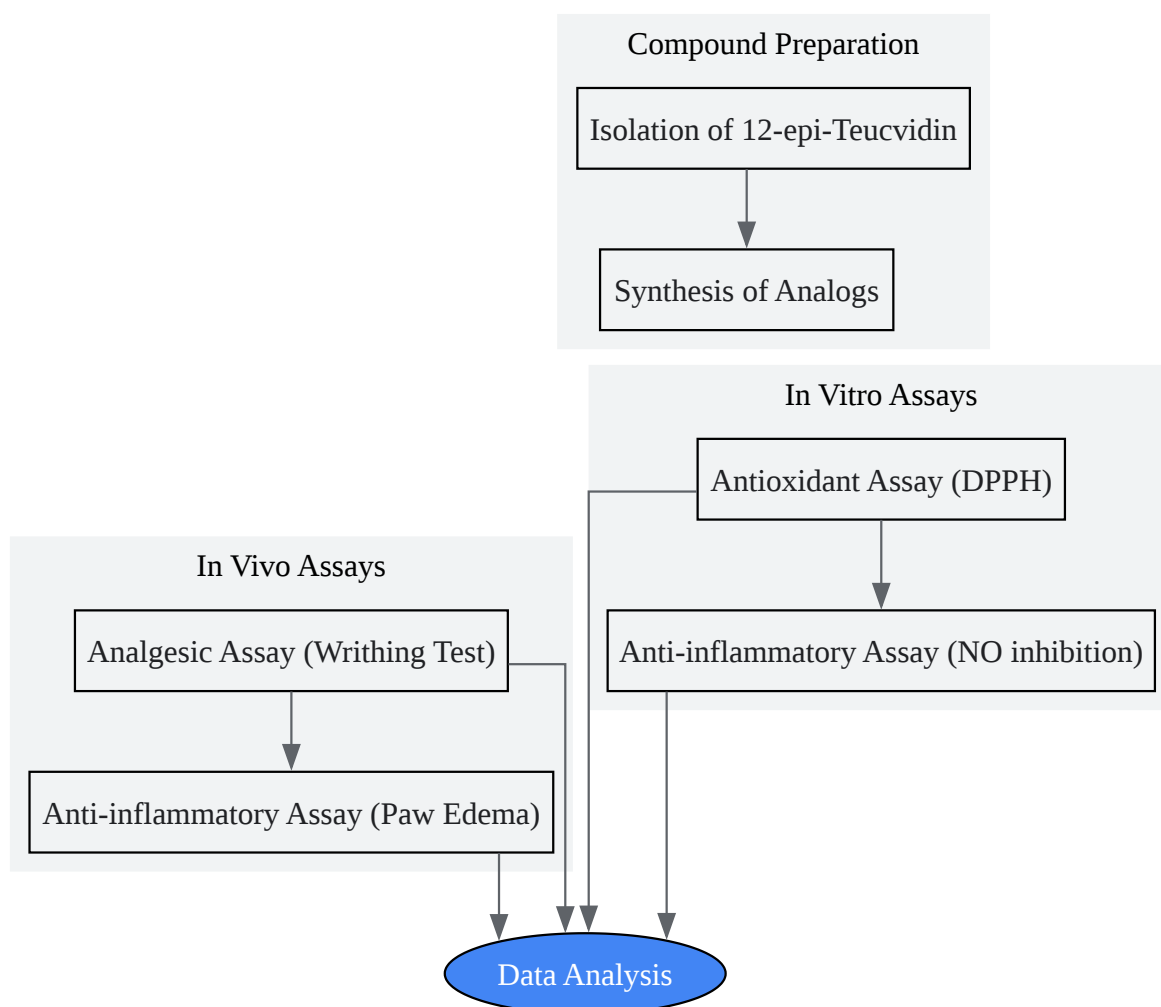 Compound Preparation
Isolation of 12-epi-Teucvidin
Synthesis of Analogs
In Vitro Assays
Antioxidant Assay (DPPH)
Anti-inflammatory Assay (NO inhibition)
In Vivo Assays
Analgesic Assay (Writhing Test)
Anti-inflammatory Assay (Paw Edema)
Data Analysis